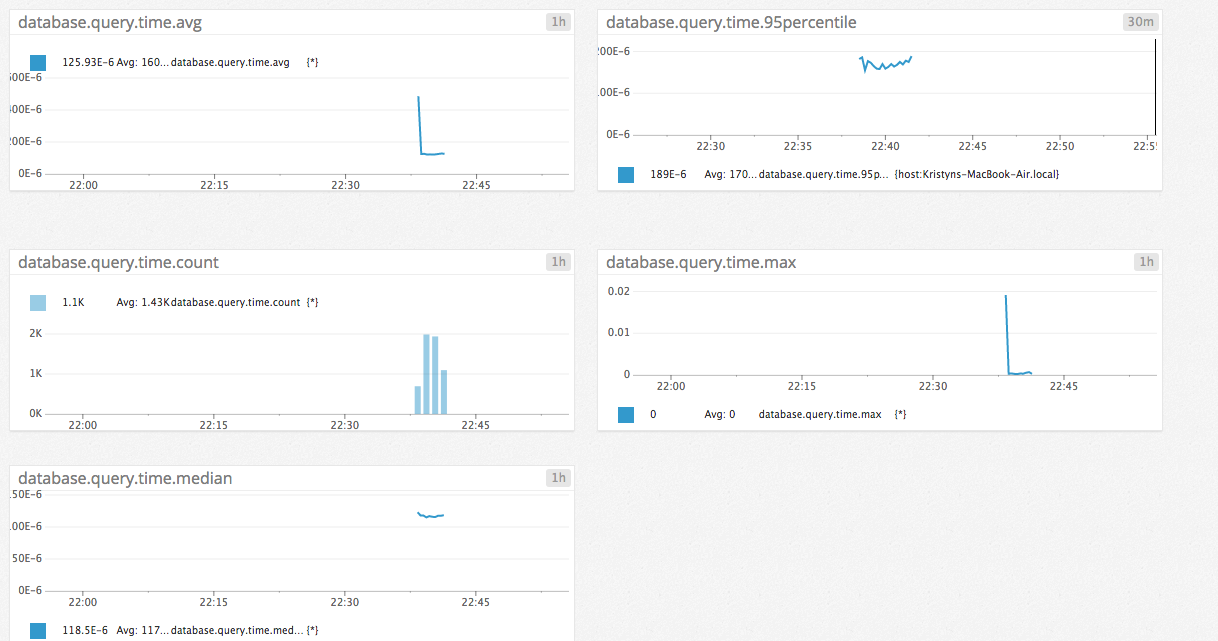 database.query.time.avg 1h
125.93E-6 Avg: 160... database.query.time.avg {*}
500E-6
400E-6
200E-6
0E-6
22:00 22:15 22:30 22:45
database.query.time.95percentile 30m
200E-6
100E-6
0E-6
22:30 22:35 22:40 22:45 22:50 22:55
189E-6 Avg: 170... database.query.time.95p... {host:Kristyns-MacBook-Air.local}
database.query.time.count 1h
1.1K Avg: 1.43K database.query.time.count {*}
2K
1K
0K
22:00 22:15 22:30 22:45
database.query.time.max 1h
0.02
0.01
0
22:00 22:15 22:30 22:45
0 Avg: 0 database.query.time.max {*}
database.query.time.median 1h
150E-6
100E-6
50E-6
0E-6
22:00 22:15 22:30 22:45
118.5E-6 Avg: 117... database.query.time.med... {*}